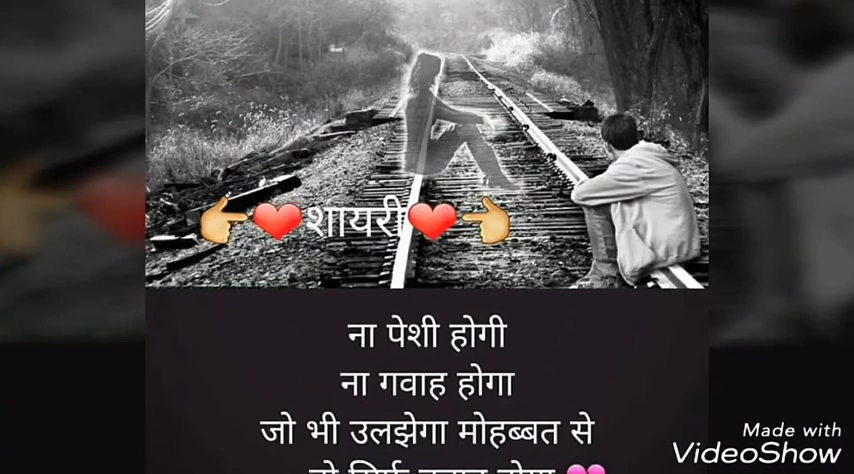 👉❤️शायरी❤️👈
ना पेशी होगी
ना गवाह होगा
जो भी उलझेगा मोहब्बत से
Made with
VideoShow